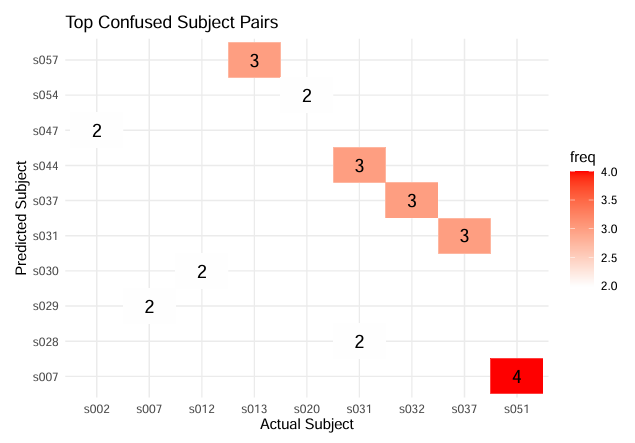 Top Confused Subject Pairs
Predicted Subject
s057
s054
s047
s044
s037
s031
s030
s029
s028
s007
3
2
2
3
3
3
2
2
2
4
s002 s007 s012 s013 s020 s031 s032 s037 s051
Actual Subject
freq
4.0
3.5
3.0
2.5
2.0